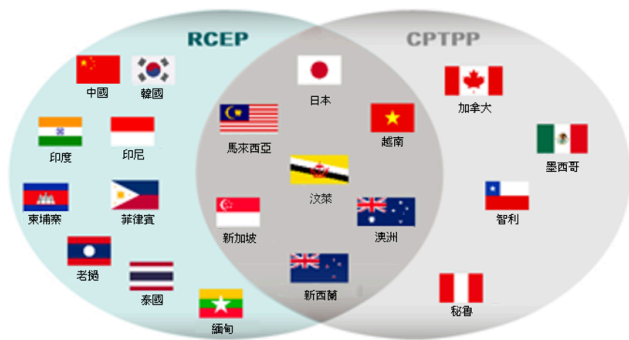 RCEP
CPTPP
中國
韓國
日本
加拿大
印度
印尼
馬來西亞
越南
墨西哥
柬埔寨
菲律賓
汶萊
智利
新加坡
澳洲
老撾
泰國
新西蘭
緬甸
秘魯